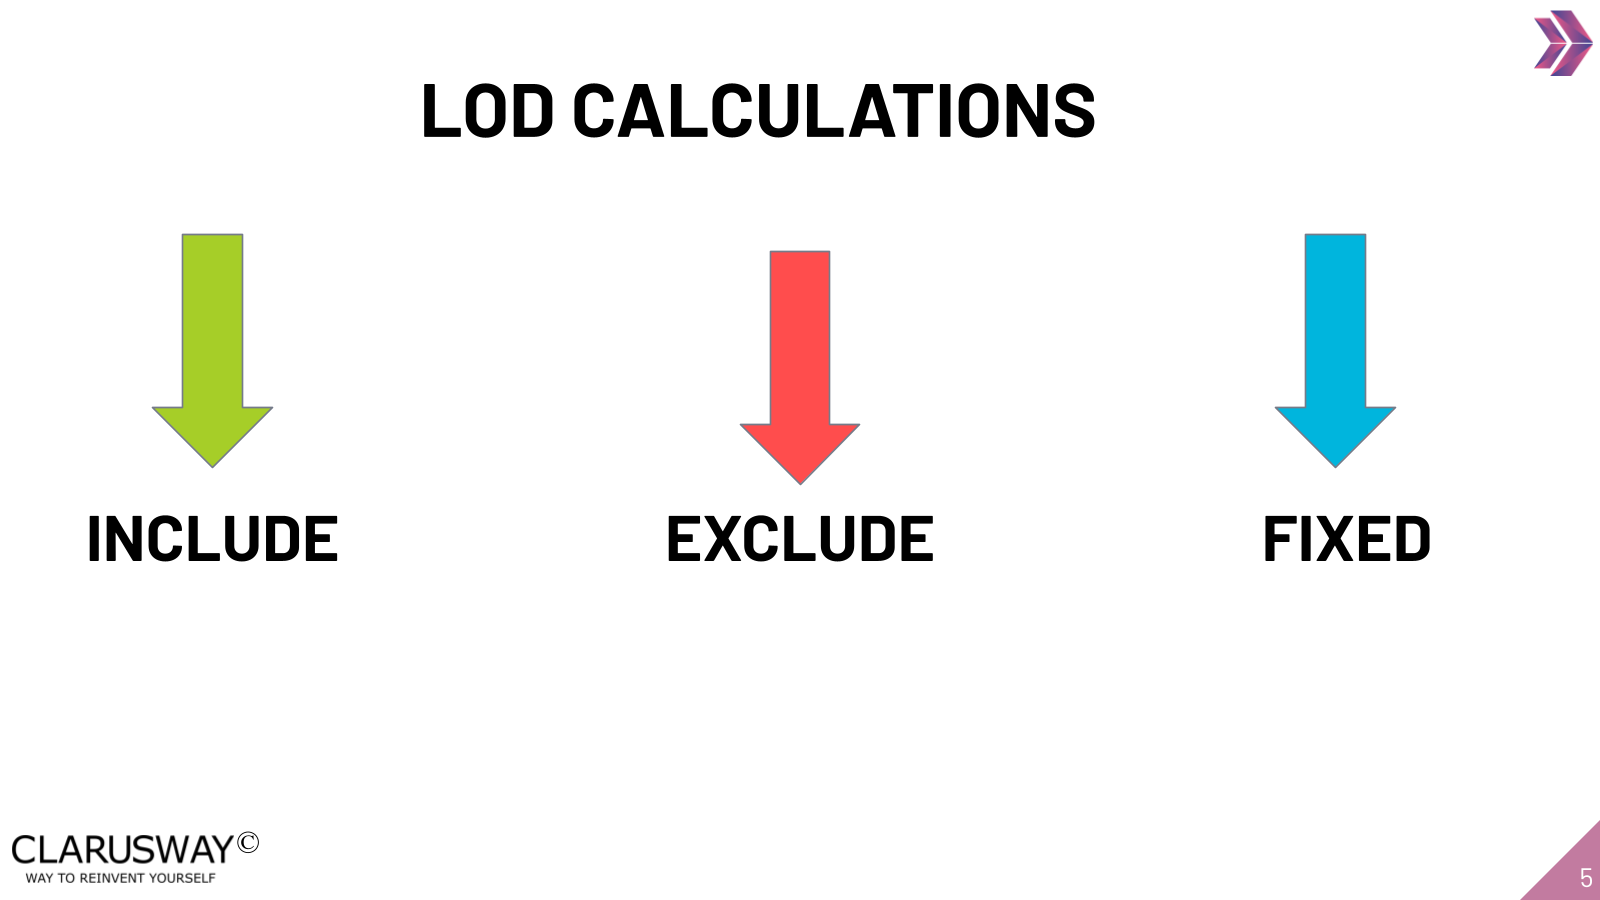 LOD CALCULATIONS
INCLUDE
EXCLUDE
FIXED
CLARUSWAY©
WAY TO REINVENT YOURSELF
5